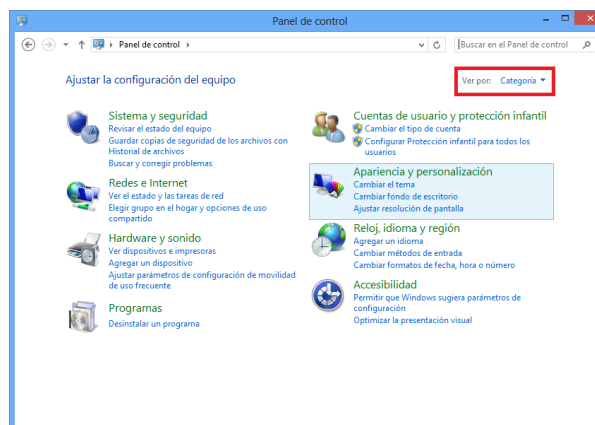 Panel de control
Panel de control
Buscar en el Panel de control
Ajustar la configuración del equipo
Ver por: Categoría
Sistema y seguridad
Revisar el estado del equipo
Guardar copias de seguridad de los archivos con
Historial de archivos
Buscar y corregir problemas
Redes e Internet
Ver el estado y las tareas de red
Elegir grupo en el hogar y opciones de uso
compartido
Hardware y sonido
Ver dispositivos e impresoras
Agregar un dispositivo
Ajustar parámetros de configuración de movilidad
de uso frecuente
Programas
Desinstalar un programa
Cuentas de usuario y protección infantil
Cambiar el tipo de cuenta
Configurar Protección infantil para todos los
usuarios
Apariencia y personalización
Cambiar el tema
Cambiar fondo de escritorio
Ajustar resolución de pantalla
Reloj, idioma y región
Agregar un idioma
Cambiar métodos de entrada
Cambiar formatos de fecha, hora o número
Accesibilidad
Permitir que Windows sugiera parámetros de
configuración
Optimizar la presentación visual